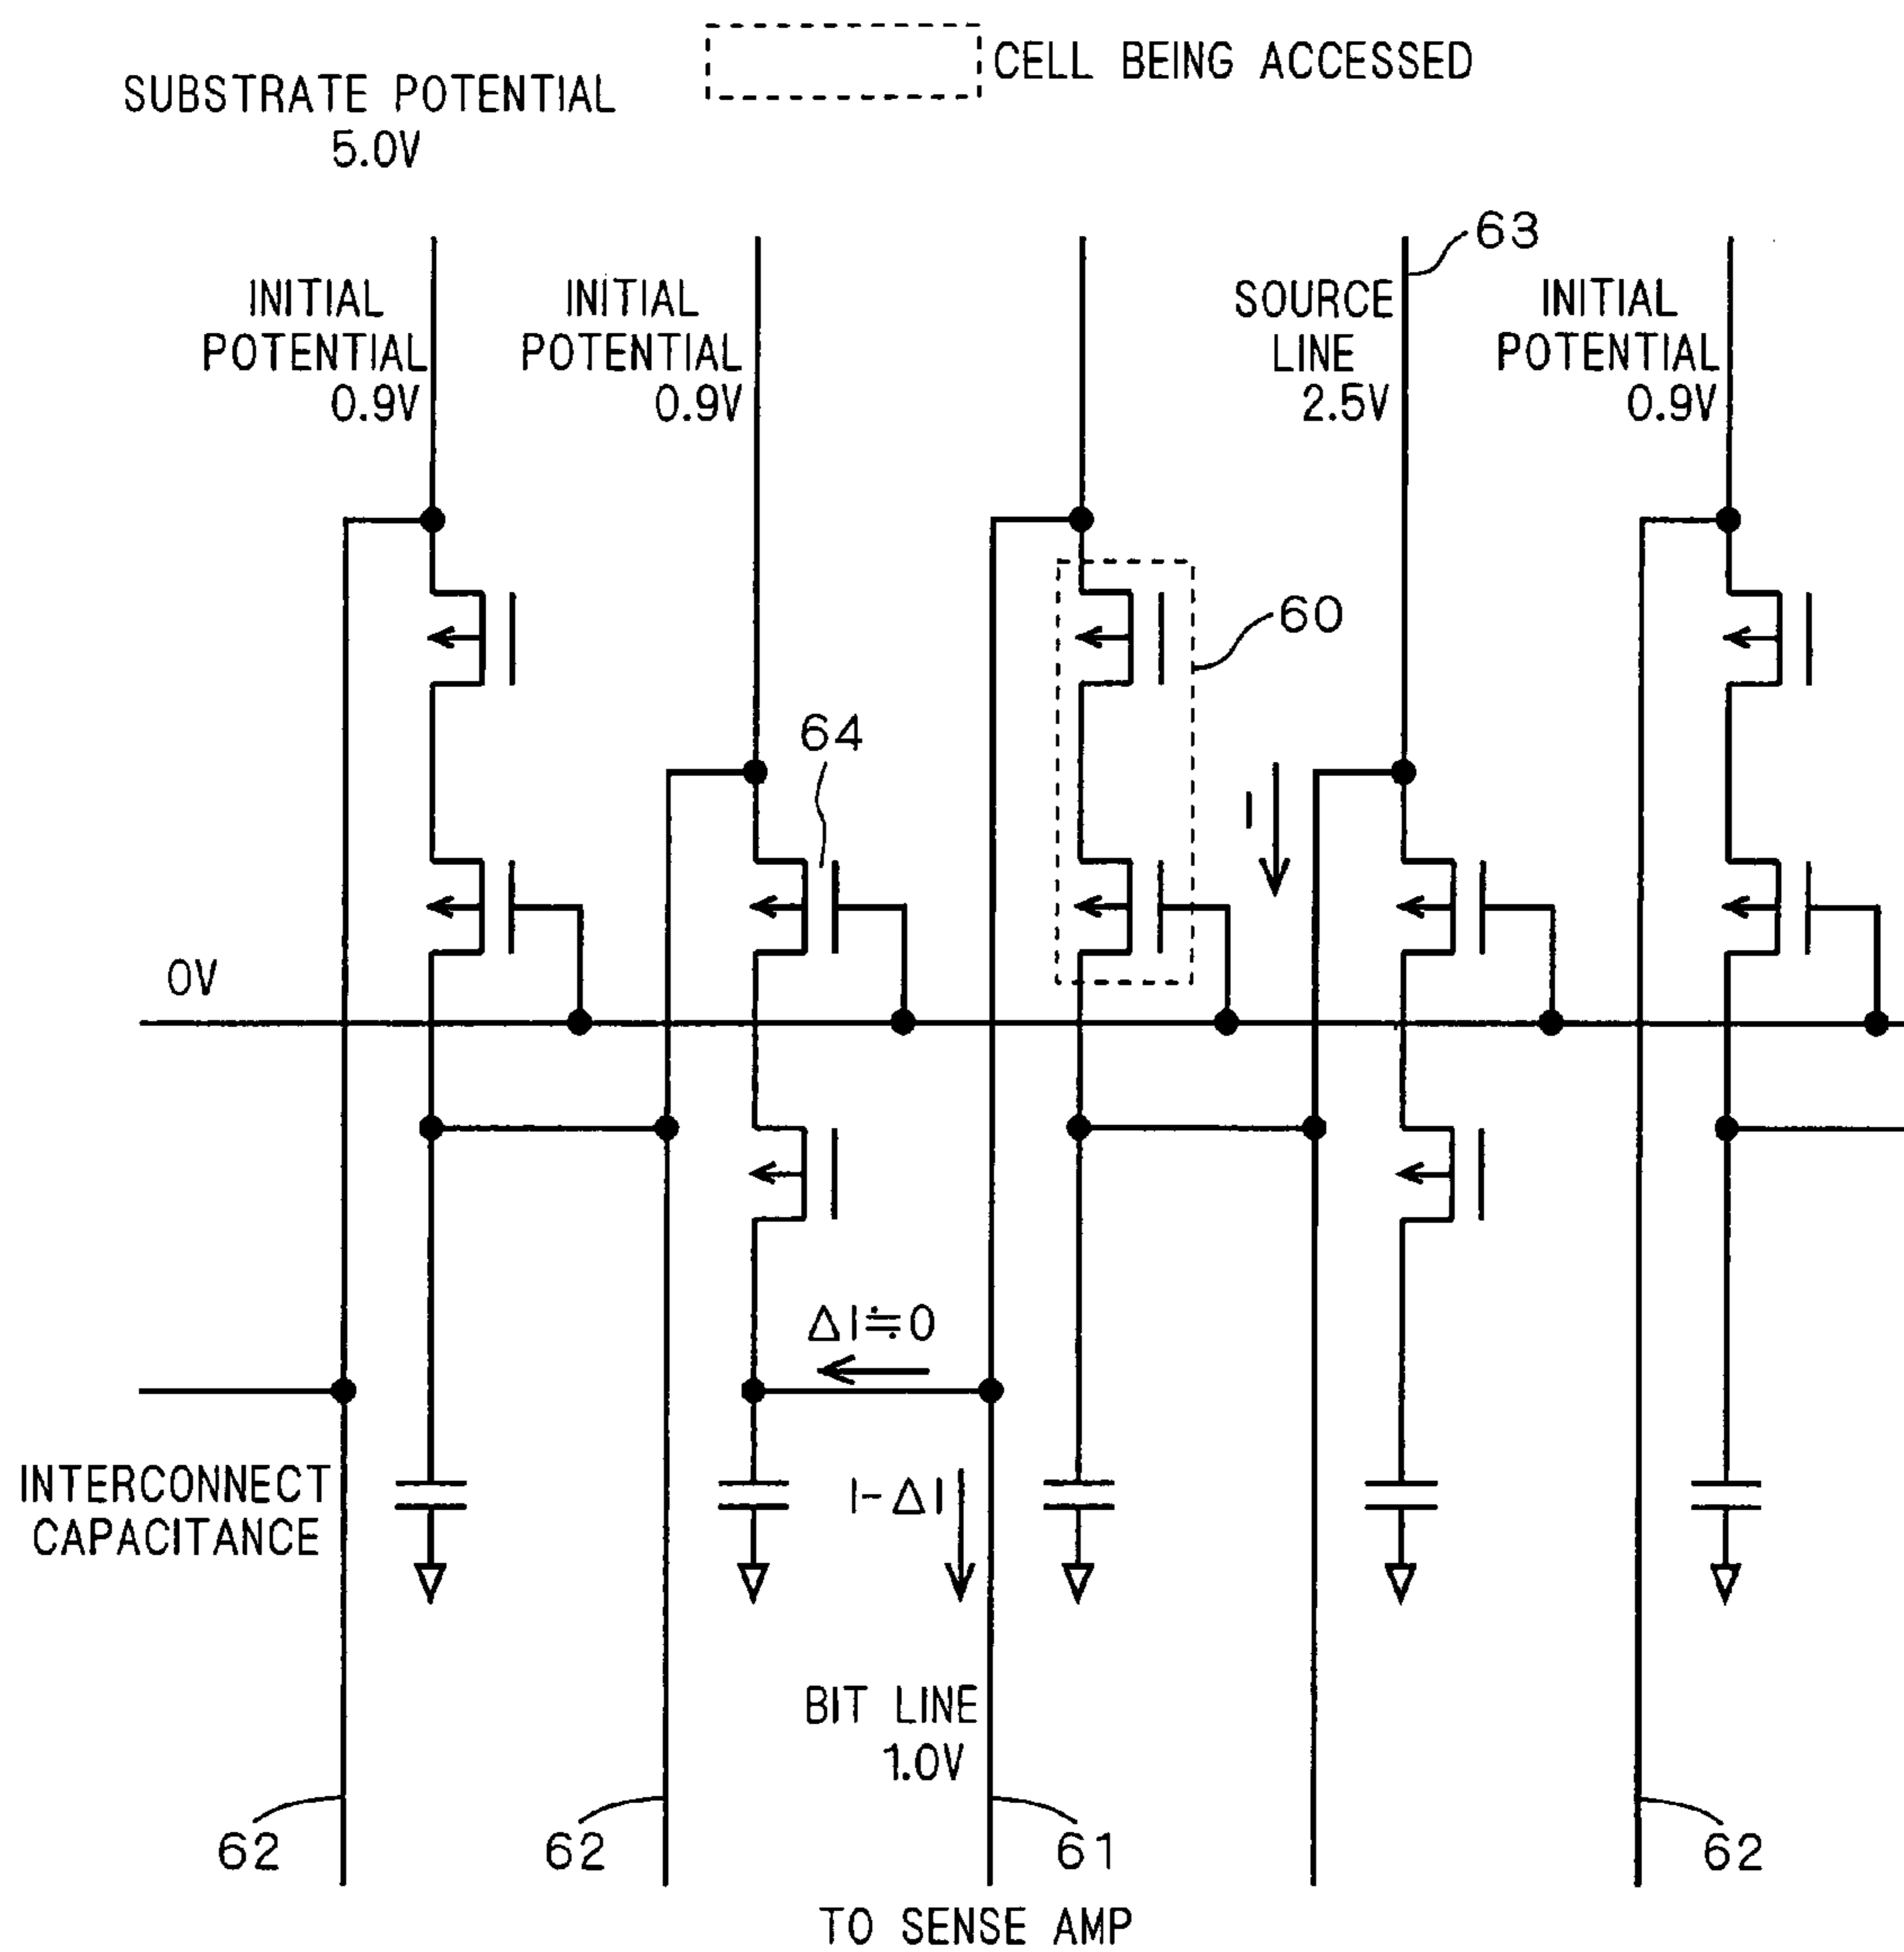 CELL BEING ACCESSED
SUBSTRATE POTENTIAL
5.0V
63
INITIAL
POTENTIAL
0.9V
INITIAL
POTENTIAL
0.9V
SOURCE
LINE
2.5V
INITIAL
POTENTIAL
0.9V
60
64
I
0V
ΔI≒0
INTERCONNECT
CAPACITANCE
I-ΔI
BIT LINE
1.0V
62
62
61
62
TO SENSE AMP